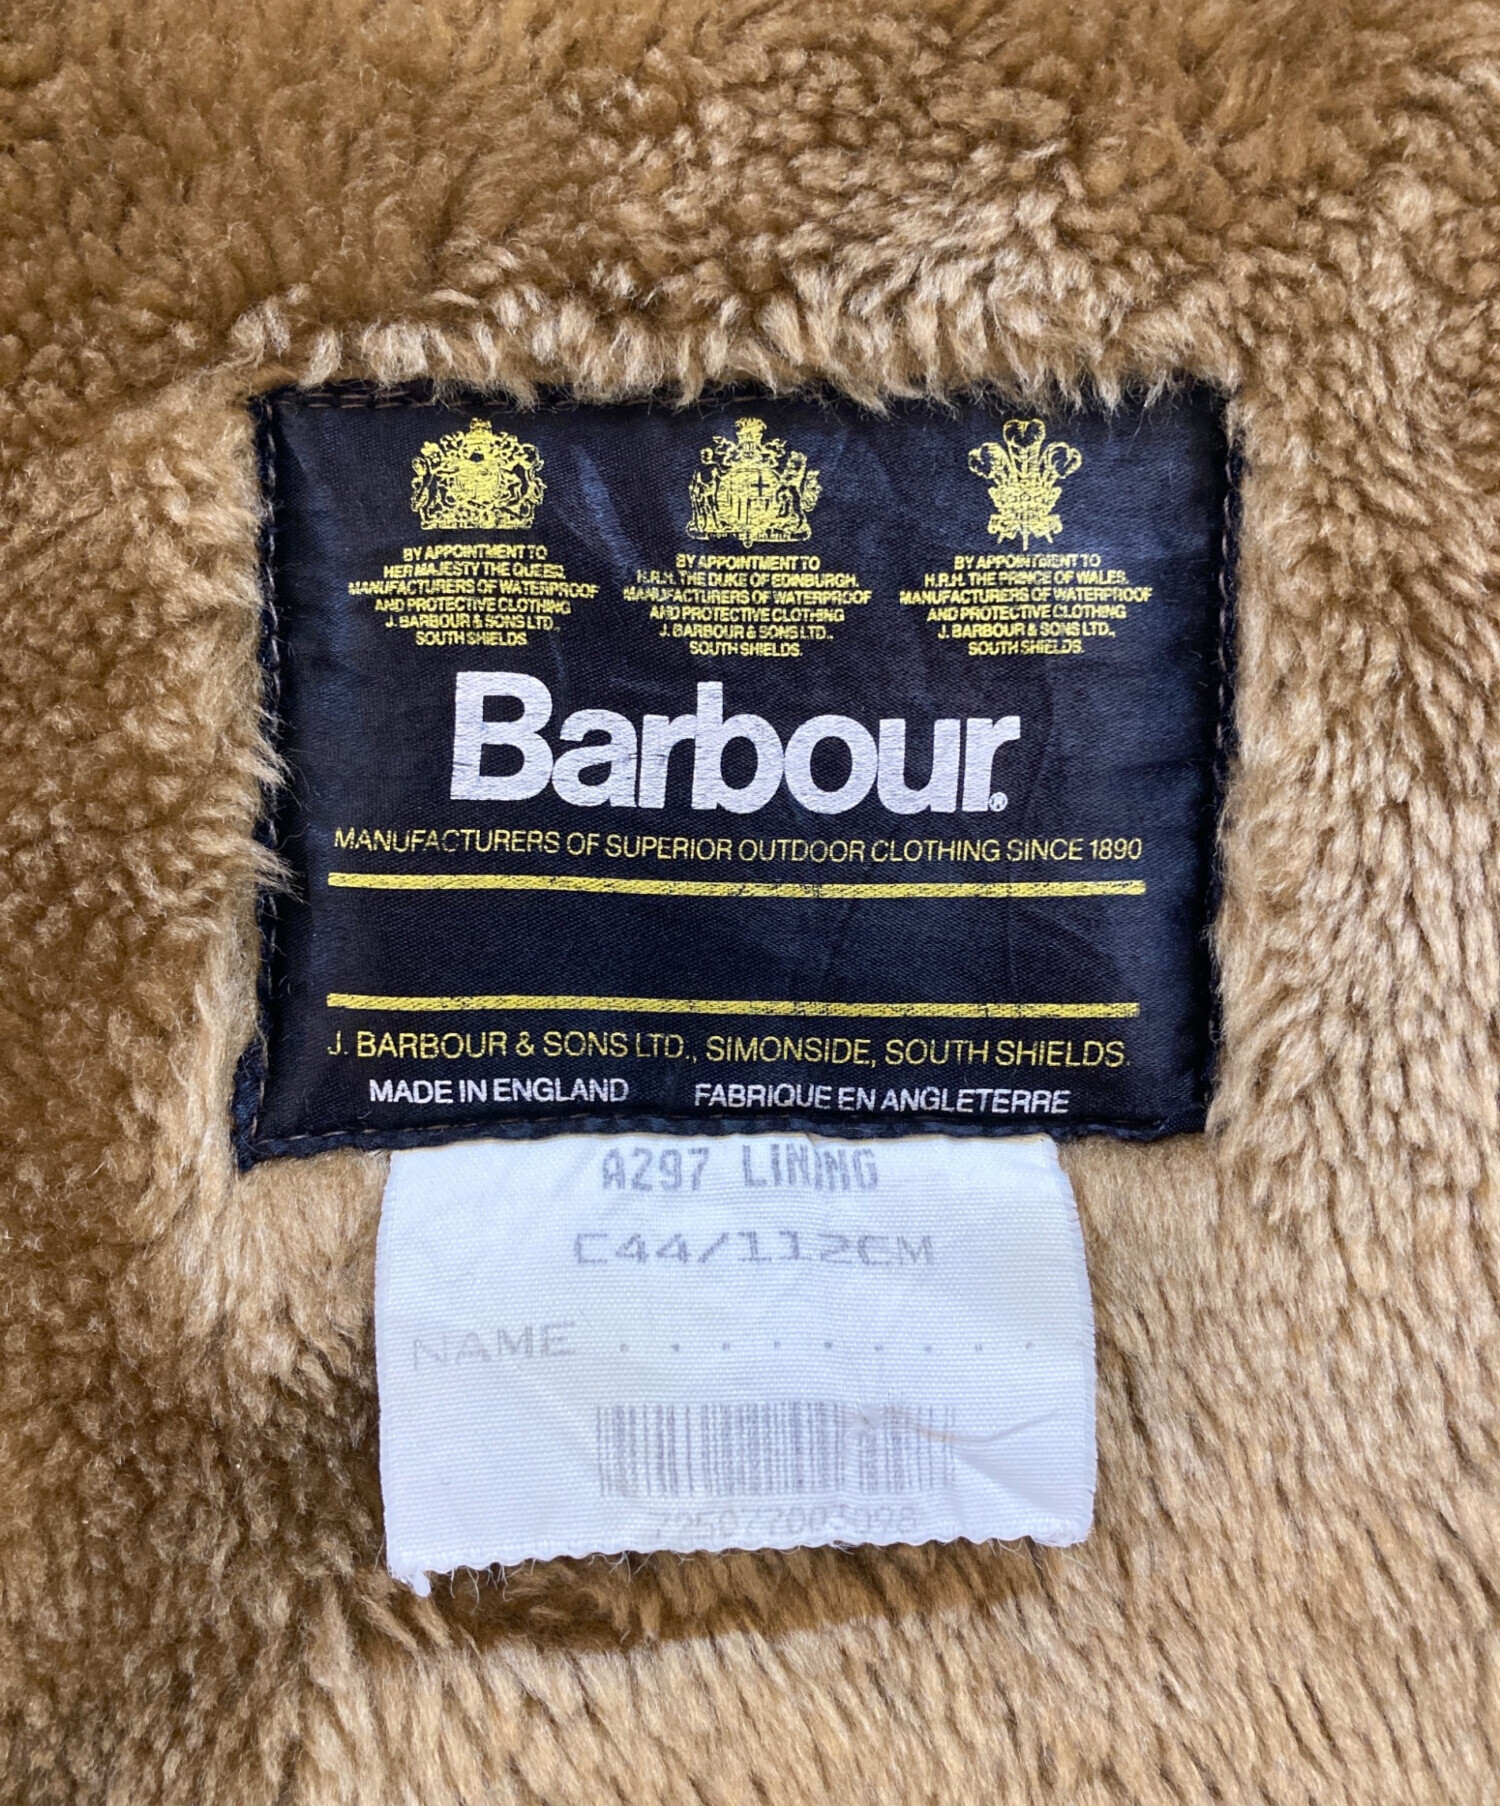 BY APPOINTMENT TO
HER MAJESTY THE QUEEN,
MANUFACTURERS OF WATERPROOF
AND PROTECTIVE CLOTHING
J. BARBOUR & SONS LTD.,
SOUTH SHIELDS.
BY APPOINTMENT TO
H.R.H. THE DUKE OF EDINBURGH.
MANUFACTURERS OF WATERPROOF
AND PROTECTIVE CLOTHING
J. BARBOUR & SONS LTD..
SOUTH SHIELDS.
BY APPOINTMENT TO
H.R.H. THE PRINCE OF WALES.
MANUFACTURERS OF WATERPROOF
AND PROTECTIVE CLOTHING
J. BARBOUR & SONS LTD.,
SOUTH SHIELDS.
Barbour®
MANUFACTURERS OF SUPERIOR OUTDOOR CLOTHING SINCE 1890
J. BARBOUR & SONS LTD., SIMONSIDE, SOUTH SHIELDS.
MADE IN ENGLAND FABRIQUE EN ANGLETERRE
A297 LINING
C44/112CM
NAME . . . . . . . . .